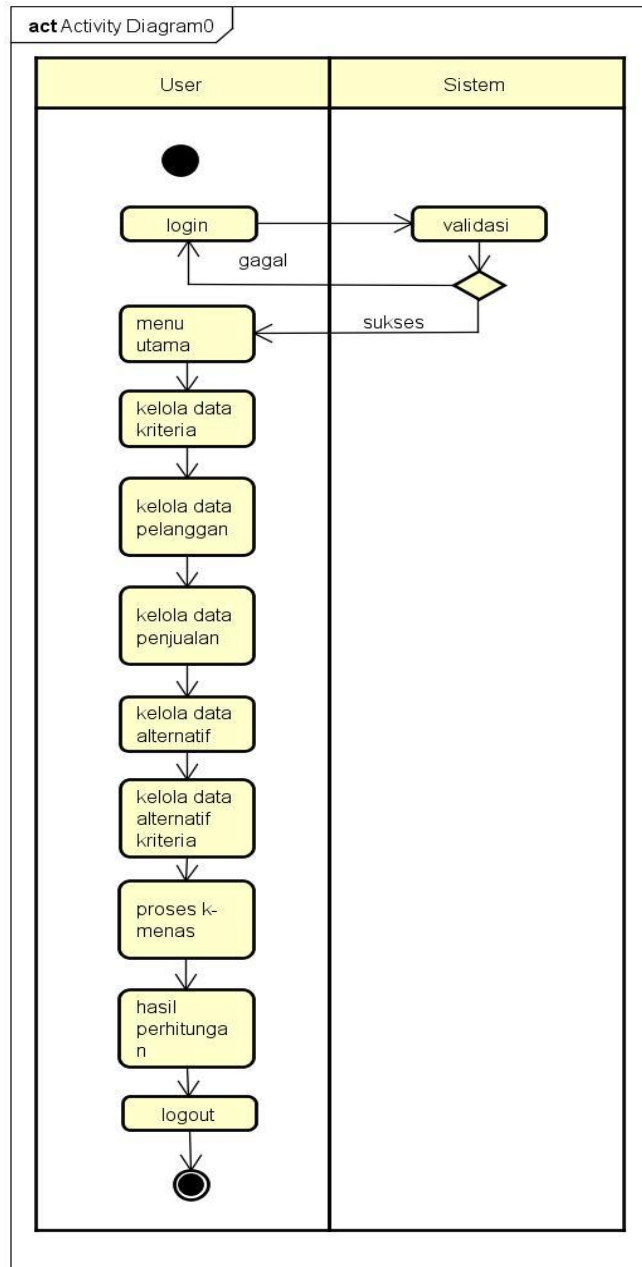 act Activity Diagram0
User
Sistem
login
validasi
gagal
menu
utama
sukses
kelola data
kriteria
kelola data
pelanggan
kelola data
penjualan
kelola data
alternatif
kelola data
alternatif
kriteria
proses k-
menas
hasil
perhitunga
n
logout